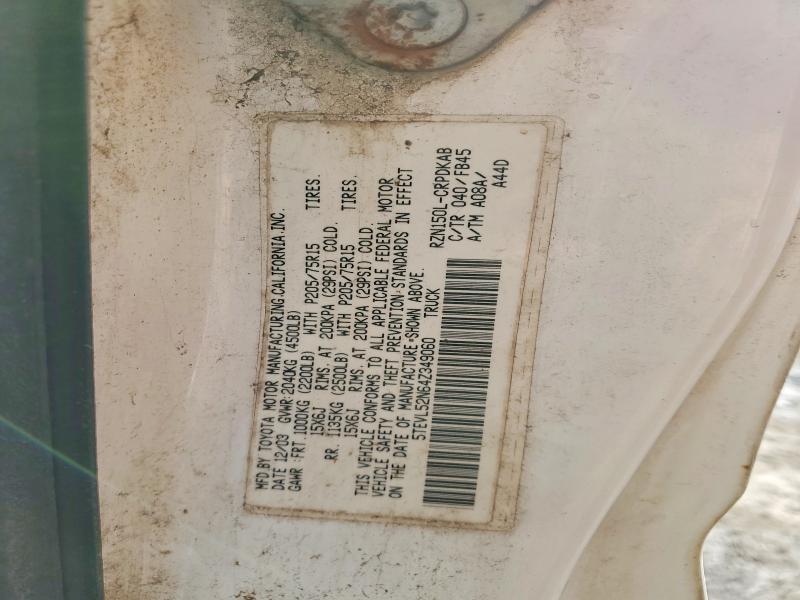 MFD BY TOYOTA MOTOR MANUFACTURING,CALIFORNIA,INC.
DATE 12/03 GVWR:2040KG (4500LB)
GAWR :FRT.1000KG (2200LB) WITH P205/75R15 TIRES.
15X6J RIMS. AT 200KPA (29PSI) COLD.
RR. 1135KG (2500LB) WITH P205/75R15 TIRES.
15X6J RIMS. AT 200KPA (29PSI) COLD.
THIS VEHICLE CONFORMS TO ALL APPLICABLE FEDERAL MOTOR
VEHICLE SAFETY AND THEFT PREVENTION STANDARDS IN EFFECT
ON THE DATE OF MANUFACTURE SHOWN ABOVE.
5TEVL52N64Z349060 TRUCK
RZN150L-CRPDKAB
C/TR 040/FB45
A/TM A08A/
A44D